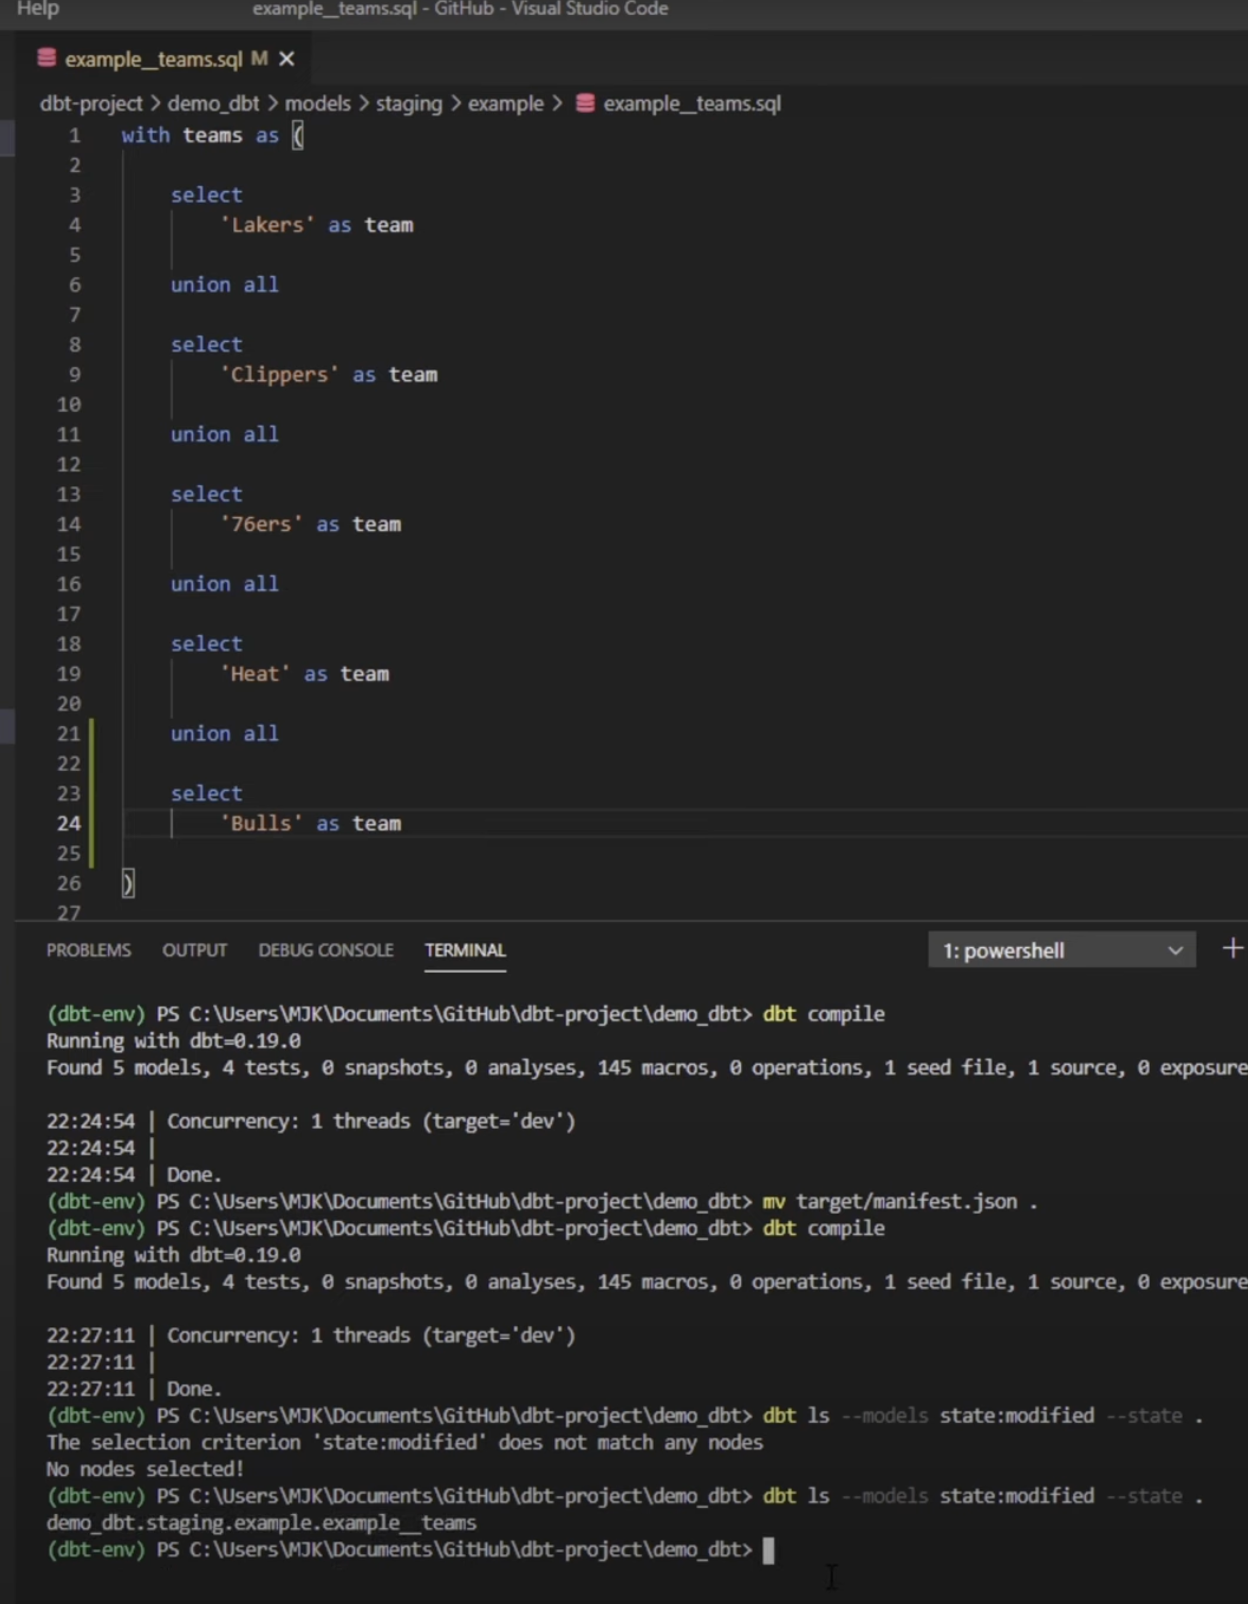 Help example__teams.sql - GitHub - Visual Studio Code
example__teams.sql M
dbt-project > demo_dbt > models > staging > example > example__teams.sql
1 with teams as (
2
3 select
4 'Lakers' as team
5
6 union all
7
8 select
9 'Clippers' as team
10
11 union all
12
13 select
14 '76ers' as team
15
16 union all
17
18 select
19 'Heat' as team
20
21 union all
22
23 select
24 'Bulls' as team
25
26 )
27
PROBLEMS OUTPUT DEBUG CONSOLE TERMINAL 1: powershell
(dbt-env) PS C:\Users\MJK\Documents\GitHub\dbt-project\demo_dbt> dbt compile
Running with dbt=0.19.0
Found 5 models, 4 tests, 0 snapshots, 0 analyses, 145 macros, 0 operations, 1 seed file, 1 source, 0 exposure
22:24:54 | Concurrency: 1 threads (target='dev')
22:24:54 |
22:24:54 | Done.
(dbt-env) PS C:\Users\MJK\Documents\GitHub\dbt-project\demo_dbt> mv target/manifest.json .
(dbt-env) PS C:\Users\MJK\Documents\GitHub\dbt-project\demo_dbt> dbt compile
Running with dbt=0.19.0
Found 5 models, 4 tests, 0 snapshots, 0 analyses, 145 macros, 0 operations, 1 seed file, 1 source, 0 exposure
22:27:11 | Concurrency: 1 threads (target='dev')
22:27:11 |
22:27:11 | Done.
(dbt-env) PS C:\Users\MJK\Documents\GitHub\dbt-project\demo_dbt> dbt ls --models state:modified --state .
The selection criterion 'state:modified' does not match any nodes
No nodes selected!
(dbt-env) PS C:\Users\MJK\Documents\GitHub\dbt-project\demo_dbt> dbt ls --models state:modified --state .
demo_dbt.staging.example.example__teams
(dbt-env) PS C:\Users\MJK\Documents\GitHub\dbt-project\demo_dbt>